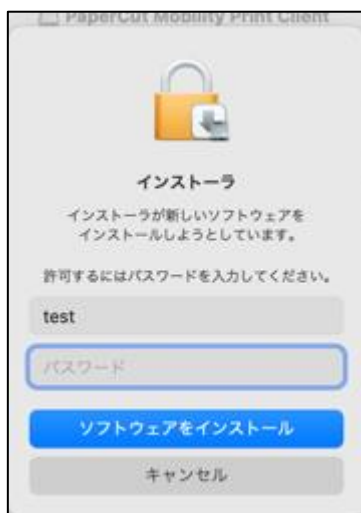 PaperCut Mobility Print Client
インストーラ
インストーラが新しいソフトウェアを
インストールしようとしています。
許可するにはパスワードを入力してください。
test
パスワード
ソフトウェアをインストール
キャンセル